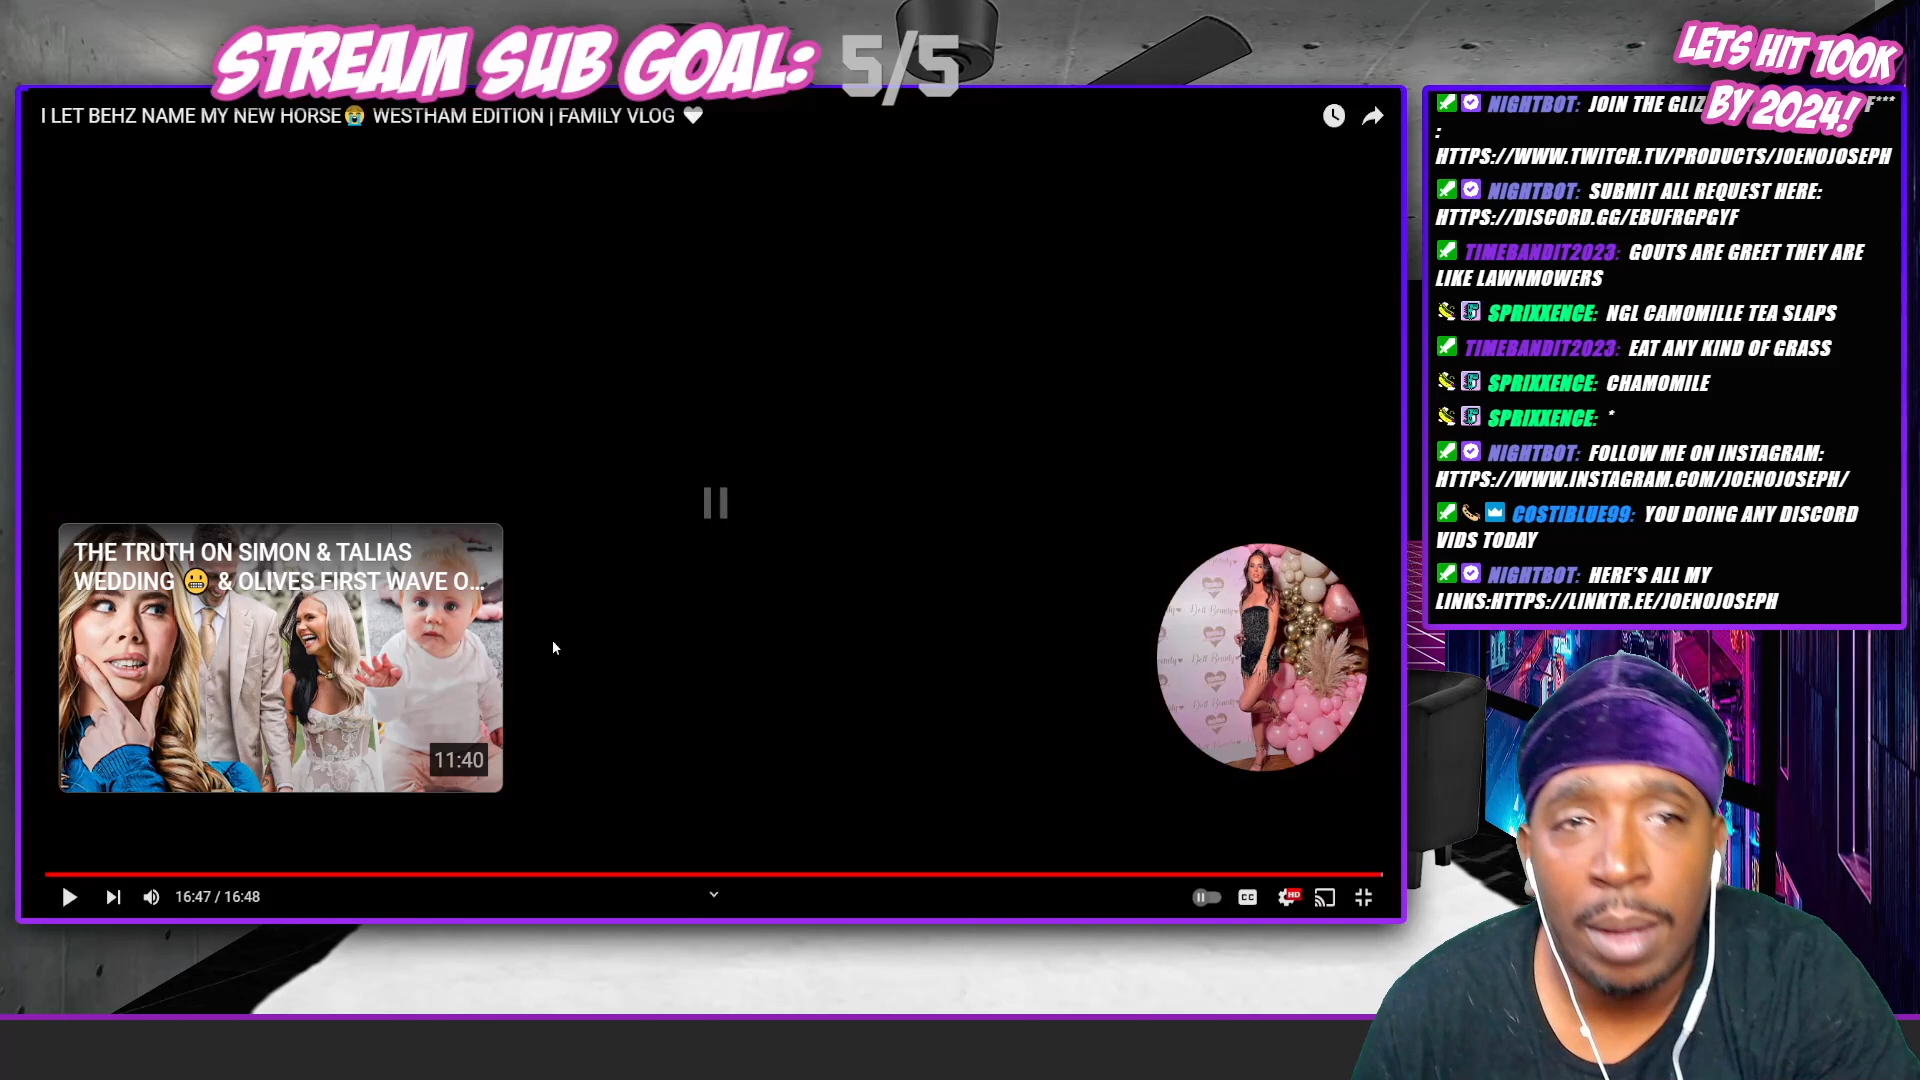 STREAM SUB GOAL: 5/5
LETS HIT 100K
BY 2024!
I LET BEHZ NAME MY NEW HORSE😭 WESTHAM EDITION | FAMILY VLOG 🤍
THE TRUTH ON SIMON & TALIAS
WEDDING 😬 & OLIVES FIRST WAVE O...
11:40
16:47 / 16:48
CC
HD
NIGHTBOT: JOIN THE GLIZ F***
:
HTTPS://WWW.TWITCH.TV/PRODUCTS/JOENOJOSEPH
NIGHTBOT: SUBMIT ALL REQUEST HERE:
HTTPS://DISCORD.GG/EBUFRGPGYF
TIMEBANDIT2023: GOUTS ARE GREET THEY ARE
LIKE LAWNMOWERS
SPRIXXENCE: NGL CAMOMILLE TEA SLAPS
TIMEBANDIT2023: EAT ANY KIND OF GRASS
SPRIXXENCE: CHAMOMILE
SPRIXXENCE: *
NIGHTBOT: FOLLOW ME ON INSTAGRAM:
HTTPS://WWW.INSTAGRAM.COM/JOENOJOSEPH/
COSTIBLUE99: YOU DOING ANY DISCORD
VIDS TODAY
NIGHTBOT: HERE'S ALL MY
LINKS:HTTPS://LINKTR.EE/JOENOJOSEPH